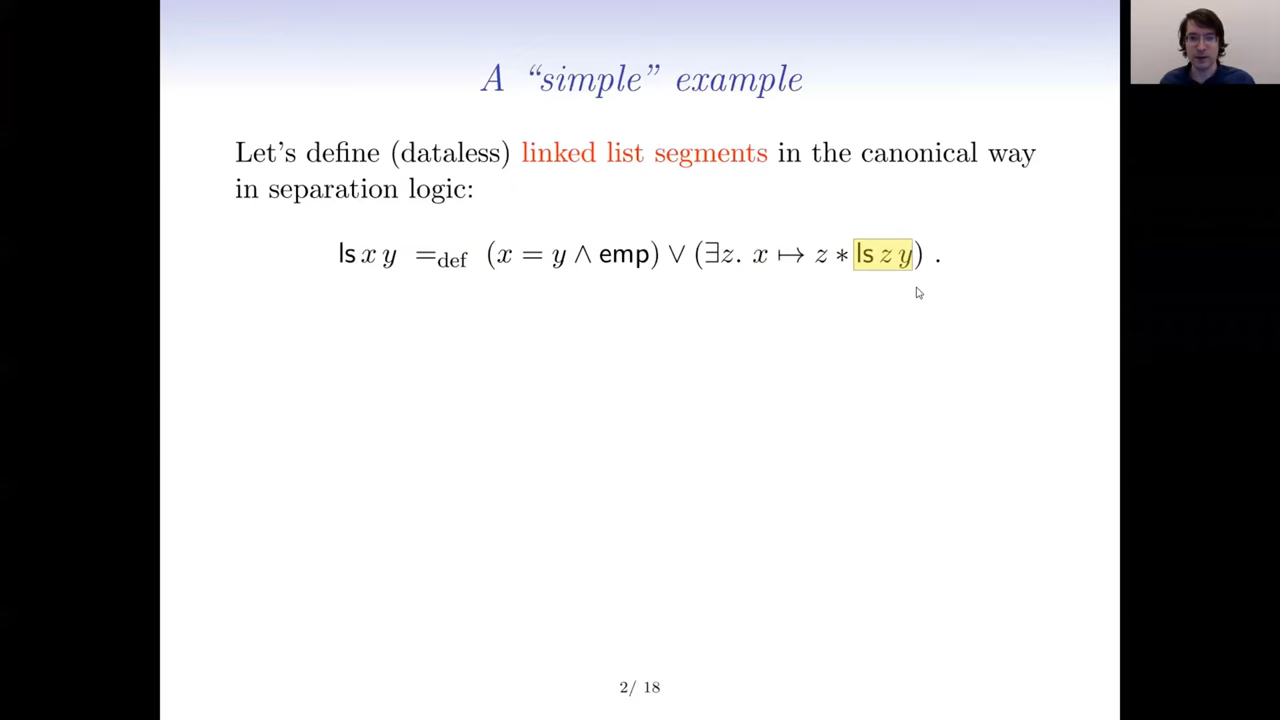 A “simple” example
Let's define (dataless) linked list segments in the canonical way
in separation logic:
ls x y =def (x = y ∧ emp) ∨ (∃z. x ↦ z ∗ ls z y) .
2/ 18